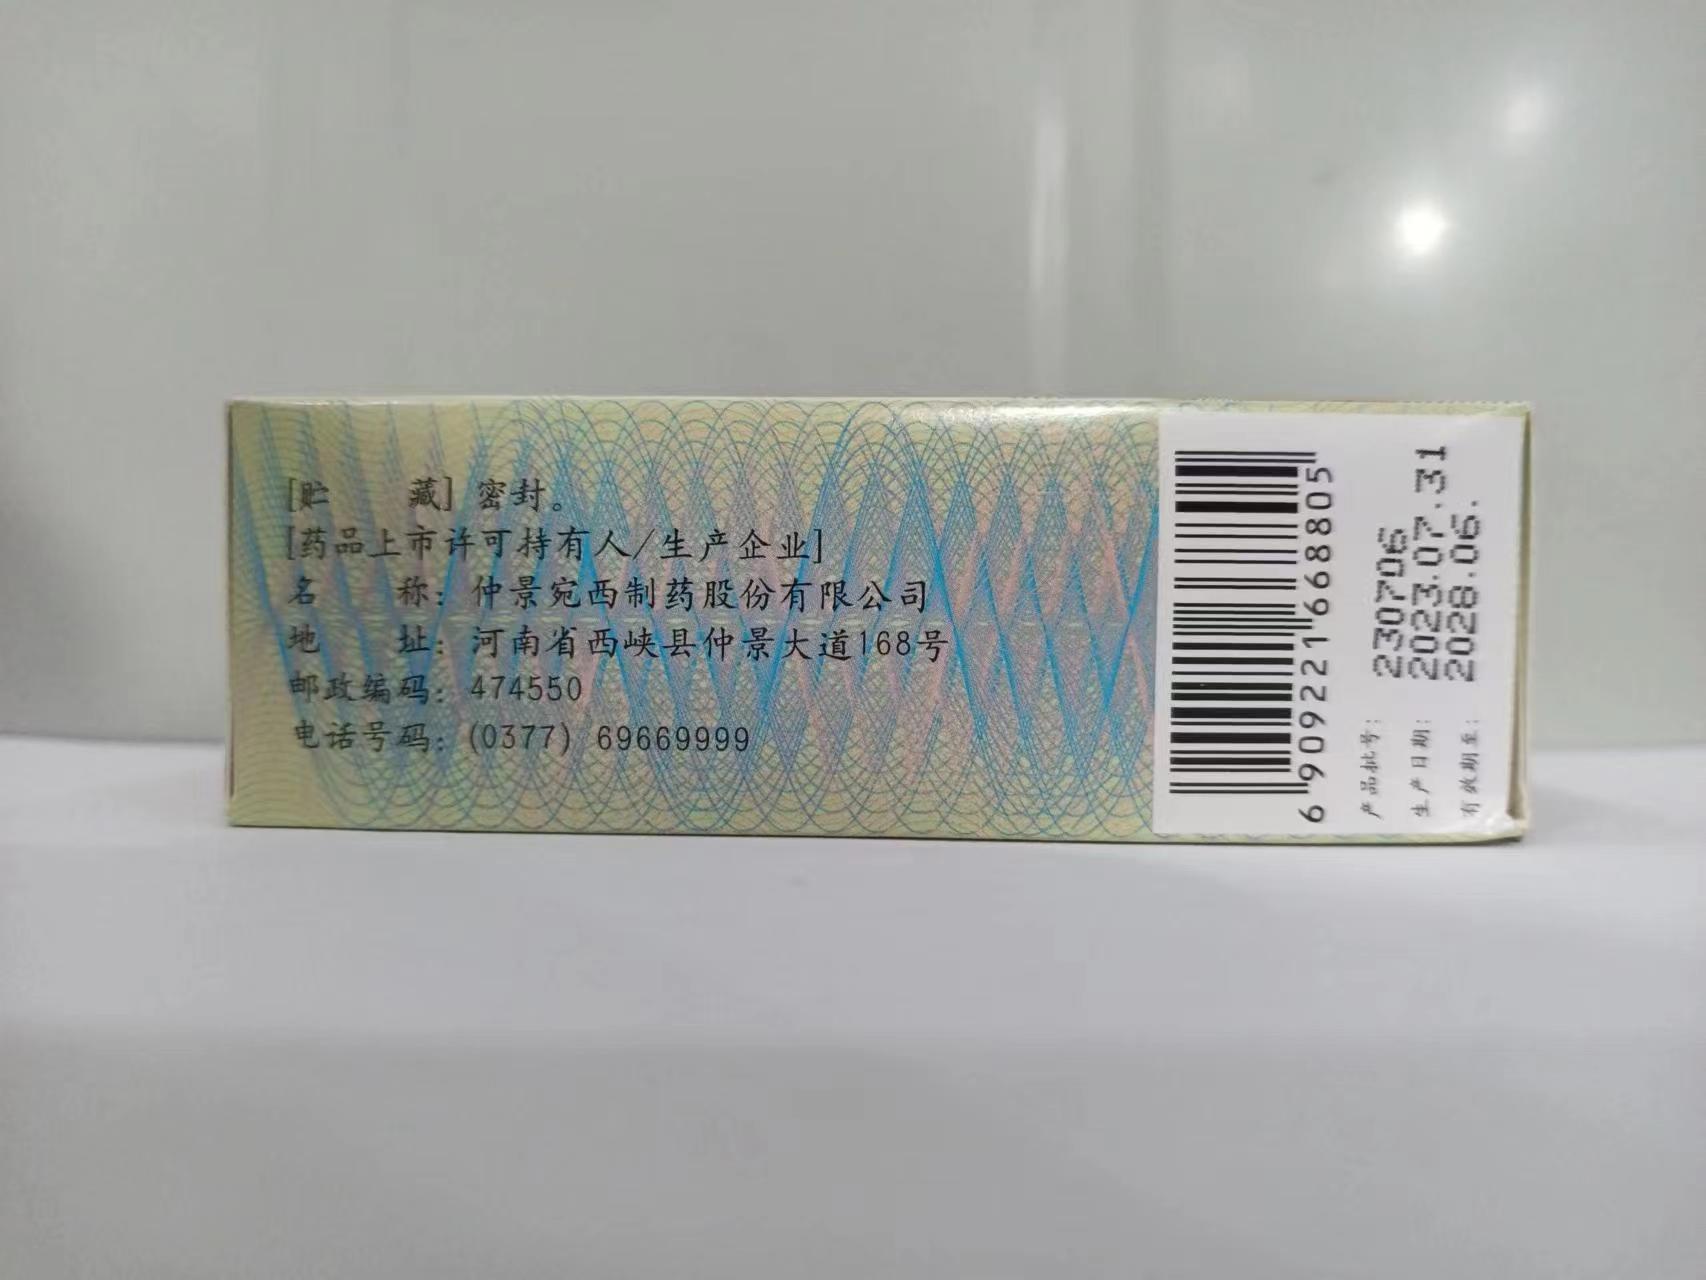 [贮 藏] 密封。
[药品上市许可持有人/生产企业]
名 称：仲景宛西制药股份有限公司
地 址：河南省西峡县仲景大道168号
邮政编码：474550
电话号码：(0377) 69669999
6909221668805
产品批号：230706
生产日期：2023.07.31
有效期至：2028.06.